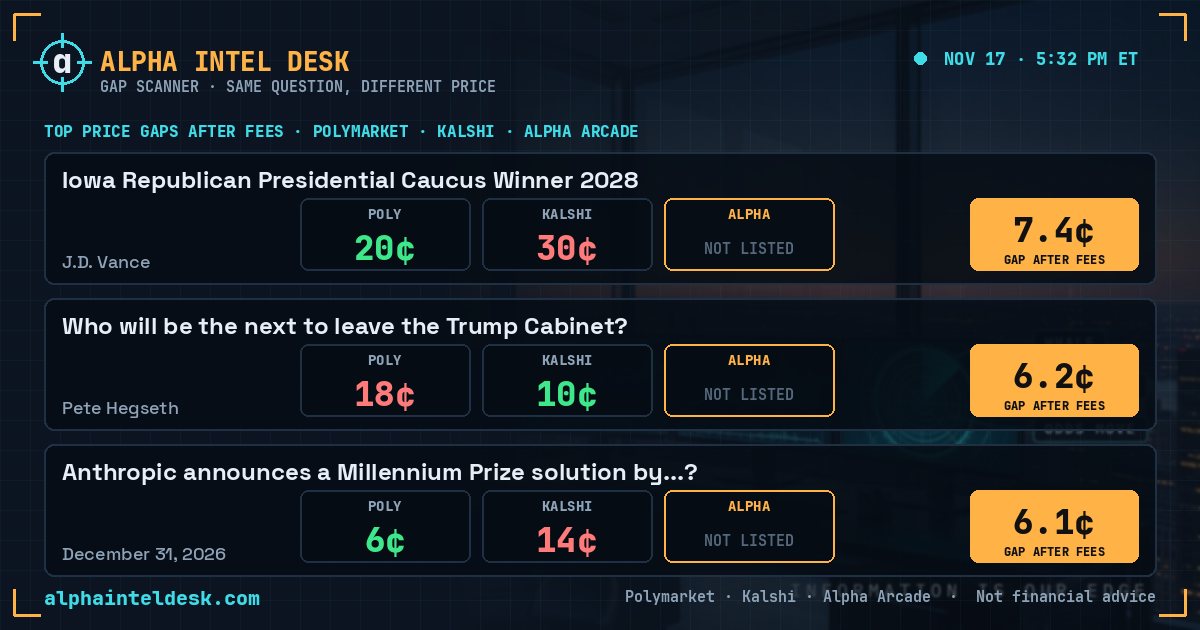 α
ALPHA INTEL DESK
GAP SCANNER · SAME QUESTION, DIFFERENT PRICE
NOV 17 · 5:32 PM ET
TOP PRICE GAPS AFTER FEES · POLYMARKET · KALSHI · ALPHA ARCADE
Iowa Republican Presidential Caucus Winner 2028
J.D. Vance
POLY
20¢
KALSHI
30¢
ALPHA
NOT LISTED
7.4¢
GAP AFTER FEES
Who will be the next to leave the Trump Cabinet?
Pete Hegseth
POLY
18¢
KALSHI
10¢
ALPHA
NOT LISTED
6.2¢
GAP AFTER FEES
Anthropic announces a Millennium Prize solution by...?
December 31, 2026
POLY
6¢
KALSHI
14¢
ALPHA
NOT LISTED
6.1¢
GAP AFTER FEES
INFORMATION IS OUR EDGE
alphainteldesk.com
Polymarket · Kalshi · Alpha Arcade · Not financial advice